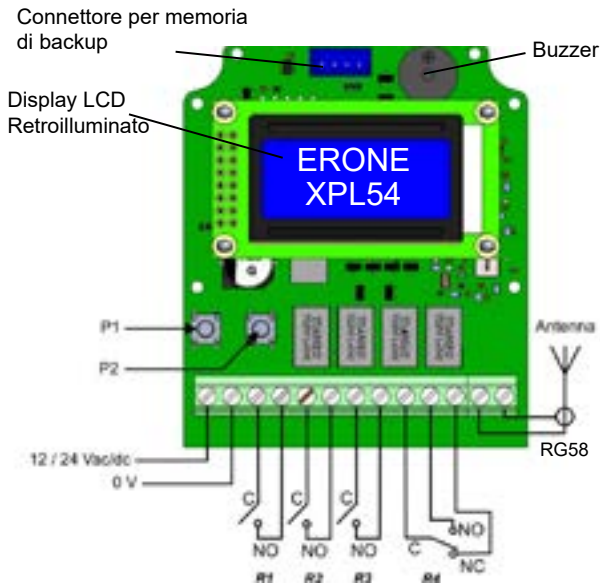 Connettore per memoria
di backup
Buzzer
Display LCD
Retroilluminato
ERONE
XPL54
P1
P2
Antenna
RG58
12 / 24 Vac/dc
0 V
C
C
C
C
NO
NO
NO
NO
NC
R1
R2
R3
R4